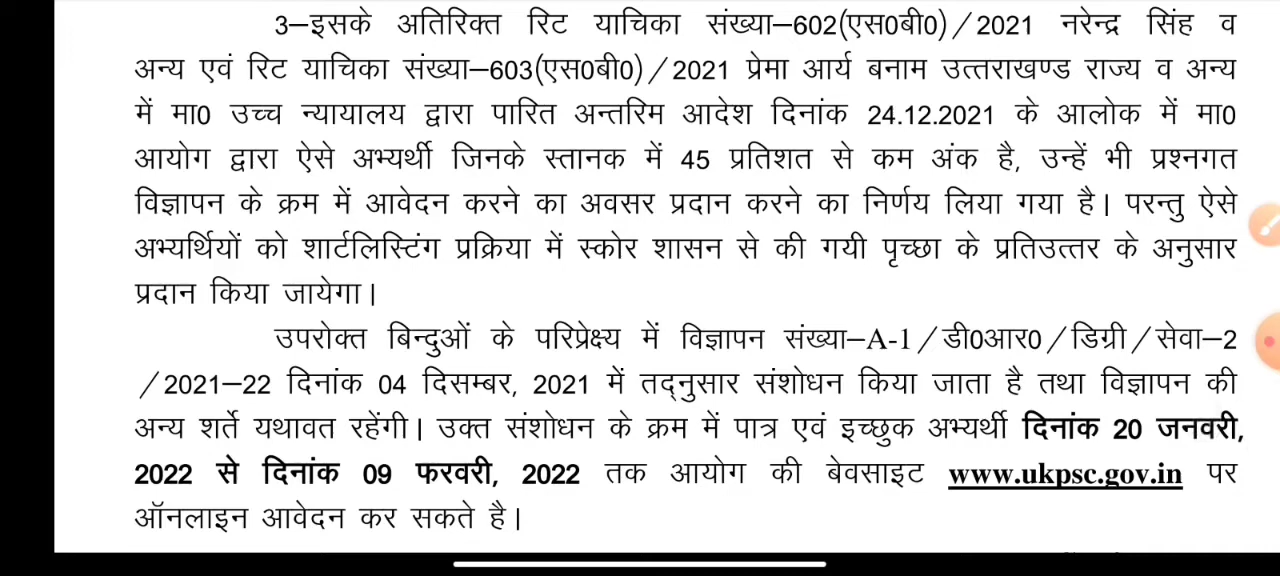 3–इसके अतिरिक्त रिट याचिका संख्या–602(एस0बी0)/2021 नरेन्द्र सिंह व
अन्य एवं रिट याचिका संख्या–603(एस0बी0)/2021 प्रेमा आर्य बनाम उत्तराखण्ड राज्य व अन्य
में मा0 उच्च न्यायालय द्वारा पारित अन्तरिम आदेश दिनांक 24.12.2021 के आलोक में मा0
आयोग द्वारा ऐसे अभ्यर्थी जिनके स्तानक में 45 प्रतिशत से कम अंक है, उन्हें भी प्रश्नगत
विज्ञापन के क्रम में आवेदन करने का अवसर प्रदान करने का निर्णय लिया गया है। परन्तु ऐसे
अभ्यर्थियों को शार्टलिस्टिंग प्रक्रिया में स्कोर शासन से की गयी पृच्छा के प्रतिउत्तर के अनुसार
प्रदान किया जायेगा।
उपरोक्त बिन्दुओं के परिप्रेक्ष्य में विज्ञापन संख्या–A-1/डी0आर0/डिग्री/सेवा–2
/2021–22 दिनांक 04 दिसम्बर, 2021 में तद्नुसार संशोधन किया जाता है तथा विज्ञापन की
अन्य शर्ते यथावत रहेंगी। उक्त संशोधन के क्रम में पात्र एवं इच्छुक अभ्यर्थी दिनांक 20 जनवरी,
2022 से दिनांक 09 फरवरी, 2022 तक आयोग की बेवसाइट www.ukpsc.gov.in पर
ऑनलाइन आवेदन कर सकते है।